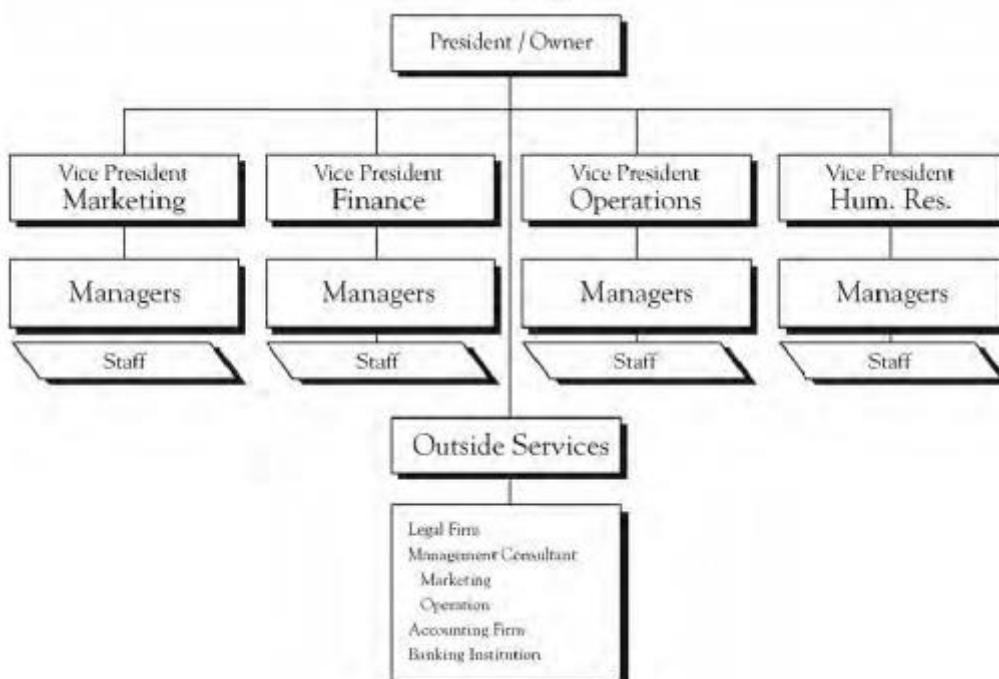 President / Owner
Vice President
Marketing
Vice President
Finance
Vice President
Operations
Vice President
Hum. Res.
Managers
Managers
Managers
Managers
Staff
Staff
Staff
Staff
Outside Services
Legal Firm
Management Consultant
Marketing
Operation
Accounting Firm
Banking Institution